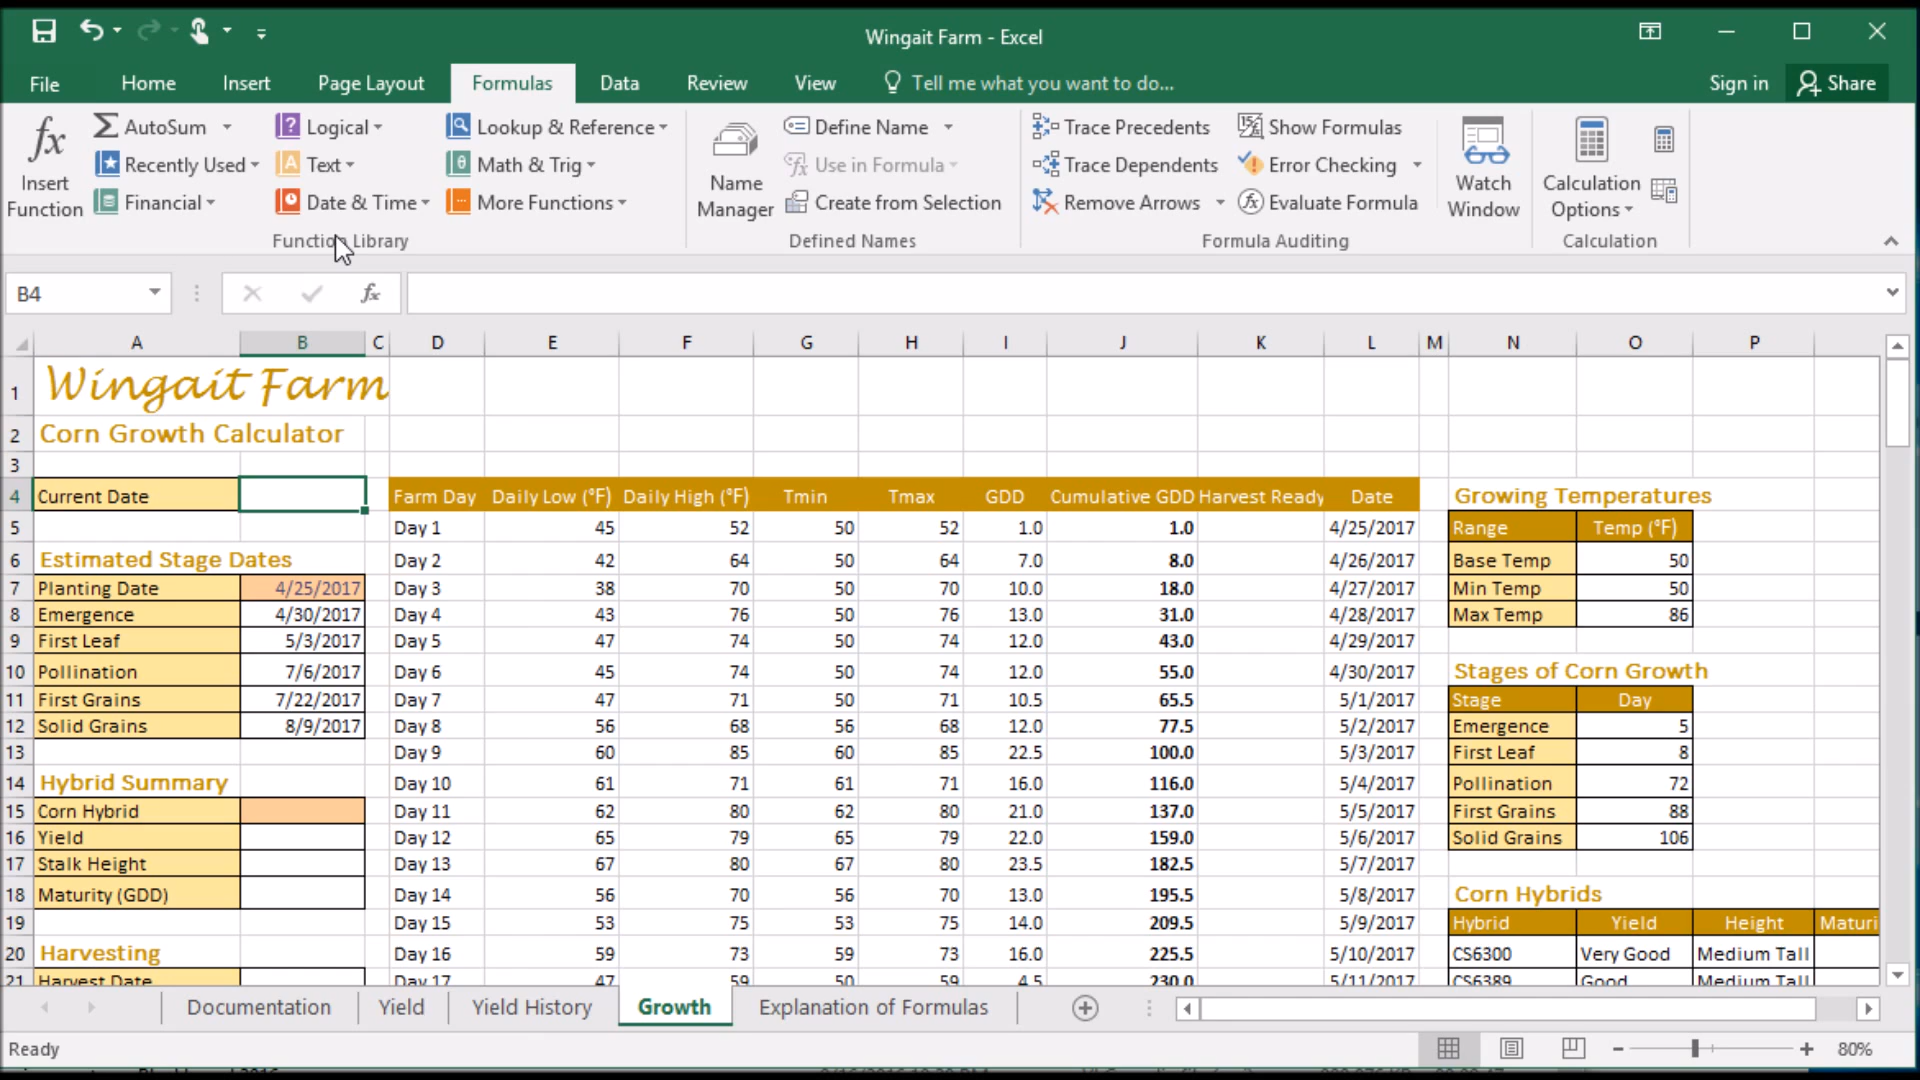 Wingait Farm - Excel
File Home Insert Page Layout Formulas Data Review View Tell me what you want to do... Sign in Share
AutoSum Logical Lookup & Reference Define Name Trace Precedents Show Formulas
Recently Used Text Math & Trig Use in Formula Trace Dependents Error Checking
Financial Date & Time More Functions Create from Selection Remove Arrows Evaluate Formula
Insert Function Name Manager Watch Window Calculation Options
Function Library Defined Names Formula Auditing Calculation
B4 fx
A B C D E F G H I J K L M N O P
1 Wingait Farm
2 Corn Growth Calculator
3
4 Current Date Farm Day Daily Low (°F) Daily High (°F) Tmin Tmax GDD Cumulative GDD Harvest Ready Date Growing Temperatures
5 Day 1 45 52 50 52 1.0 1.0 4/25/2017 Range Temp (°F)
6 Estimated Stage Dates Day 2 42 64 50 64 7.0 8.0 4/26/2017 Base Temp 50
7 Planting Date 4/25/2017 Day 3 38 70 50 70 10.0 18.0 4/27/2017 Min Temp 50
8 Emergence 4/30/2017 Day 4 43 76 50 76 13.0 31.0 4/28/2017 Max Temp 86
9 First Leaf 5/3/2017 Day 5 47 74 50 74 12.0 43.0 4/29/2017
10 Pollination 7/6/2017 Day 6 45 74 50 74 12.0 55.0 4/30/2017 Stages of Corn Growth
11 First Grains 7/22/2017 Day 7 47 71 50 71 10.5 65.5 5/1/2017 Stage Day
12 Solid Grains 8/9/2017 Day 8 56 68 56 68 12.0 77.5 5/2/2017 Emergence 5
13 Day 9 60 85 60 85 22.5 100.0 5/3/2017 First Leaf 8
14 Hybrid Summary Day 10 61 71 61 71 16.0 116.0 5/4/2017 Pollination 72
15 Corn Hybrid Day 11 62 80 62 80 21.0 137.0 5/5/2017 First Grains 88
16 Yield Day 12 65 79 65 79 22.0 159.0 5/6/2017 Solid Grains 106
17 Stalk Height Day 13 67 80 67 80 23.5 182.5 5/7/2017
18 Maturity (GDD) Day 14 56 70 56 70 13.0 195.5 5/8/2017 Corn Hybrids
19 Day 15 53 75 53 75 14.0 209.5 5/9/2017 Hybrid Yield Height Maturi
20 Harvesting Day 16 59 73 59 73 16.0 225.5 5/10/2017 CS6300 Very Good Medium Tall
21 Harvest Date Day 17 47 59 50 59 4.5 230.0 5/11/2017 CS6389 Good Medium Tall
Documentation Yield Yield History Growth Explanation of Formulas
Ready 80%